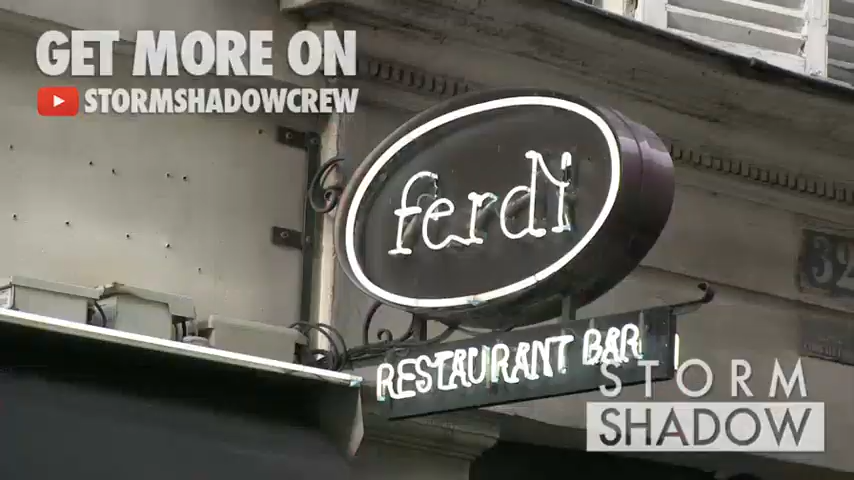 GET MORE ON
STORMSHADOWCREW
ferdi
RESTAURANT BAR
STORM
SHADOW